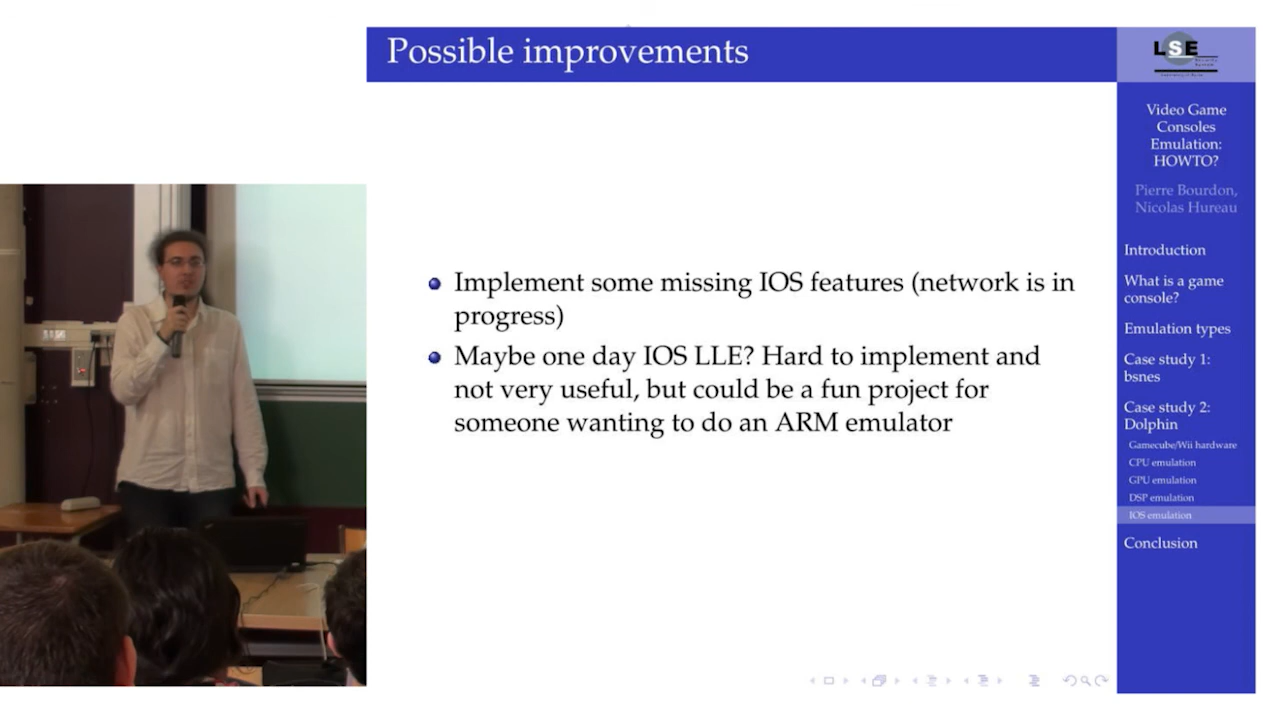 Possible improvements
Implement some missing IOS features (network is in
progress)
Maybe one day IOS LLE? Hard to implement and
not very useful, but could be a fun project for
someone wanting to do an ARM emulator
LSE
Video Game
Consoles
Emulation:
HOWTO?
Pierre Bourdon,
Nicolas Hureau
Introduction
What is a game
console?
Emulation types
Case study 1:
bsnes
Case study 2:
Dolphin
Gamecube/Wii hardware
CPU emulation
GPU emulation
DSP emulation
IOS emulation
Conclusion